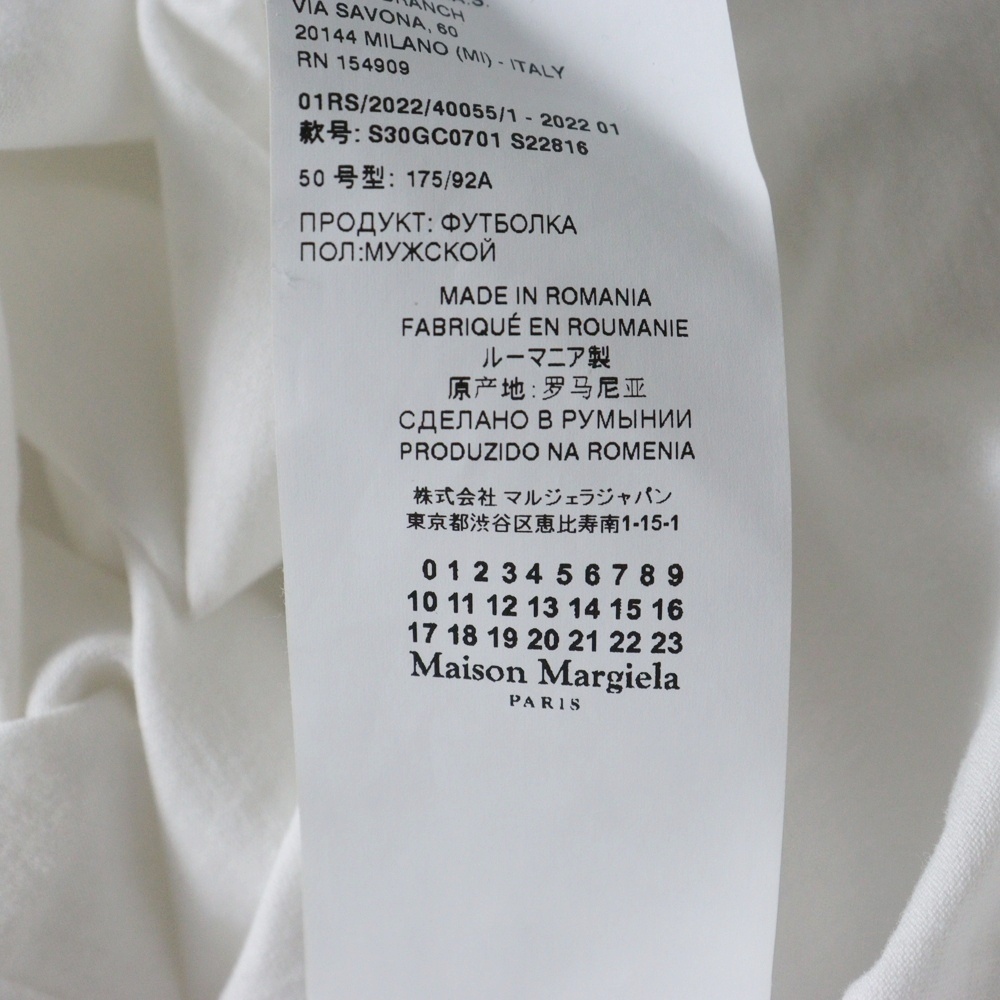 BRANCH
VIA SAVONA, 60
20144 MILANO (MI) - ITALY
RN 154909
01RS/2022/40055/1 - 2022 01
款号: S30GC0701 S22816
50 号型: 175/92A
ПРОДУКТ: ФУТБОЛКА
ПОЛ:МУЖСКОЙ
MADE IN ROMANIA
FABRIQUÉ EN ROUMANIE
ルーマニア製
原产地:罗马尼亚
СДЕЛАНО В РУМЫНИИ
PRODUZIDO NA ROMENIA
株式会社 マルジェラジャパン
東京都渋谷区恵比寿南1-15-1
0 1 2 3 4 5 6 7 8 9
10 11 12 13 14 15 16
17 18 19 20 21 22 23
Maison Margiela
PARIS